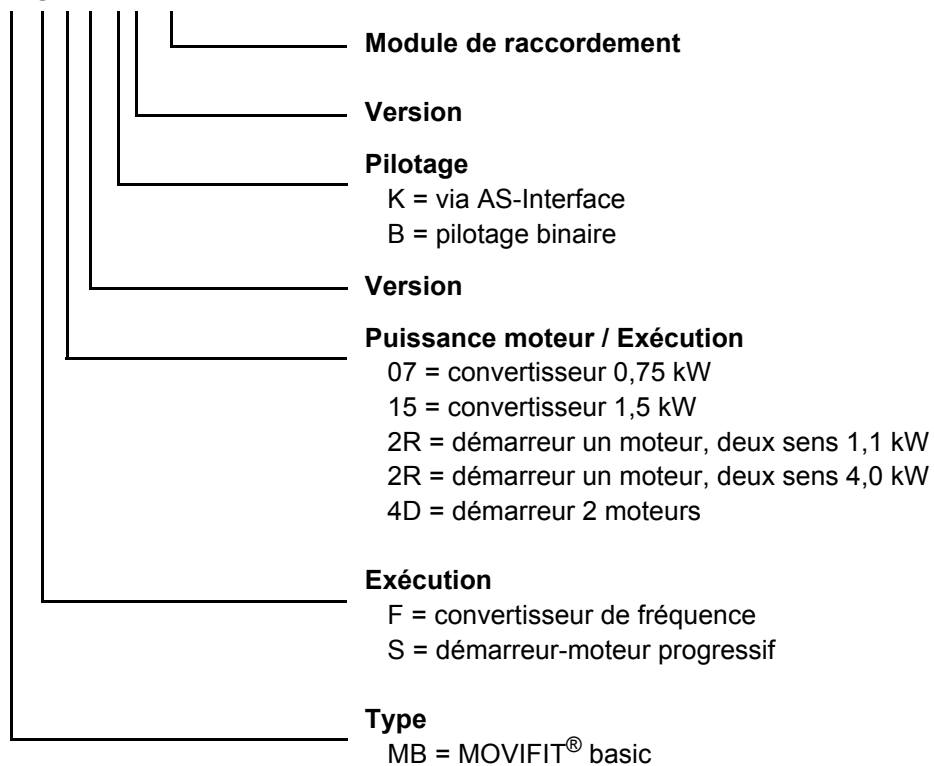 Module de raccordement
Version
Pilotage
K = via AS-Interface
B = pilotage binaire
Version
Puissance moteur / Exécution
07 = convertisseur 0,75 kW
15 = convertisseur 1,5 kW
2R = démarreur un moteur, deux sens 1,1 kW
2R = démarreur un moteur, deux sens 4,0 kW
4D = démarreur 2 moteurs
Exécution
F = convertisseur de fréquence
S = démarreur-moteur progressif
Type
MB = MOVIFIT® basic